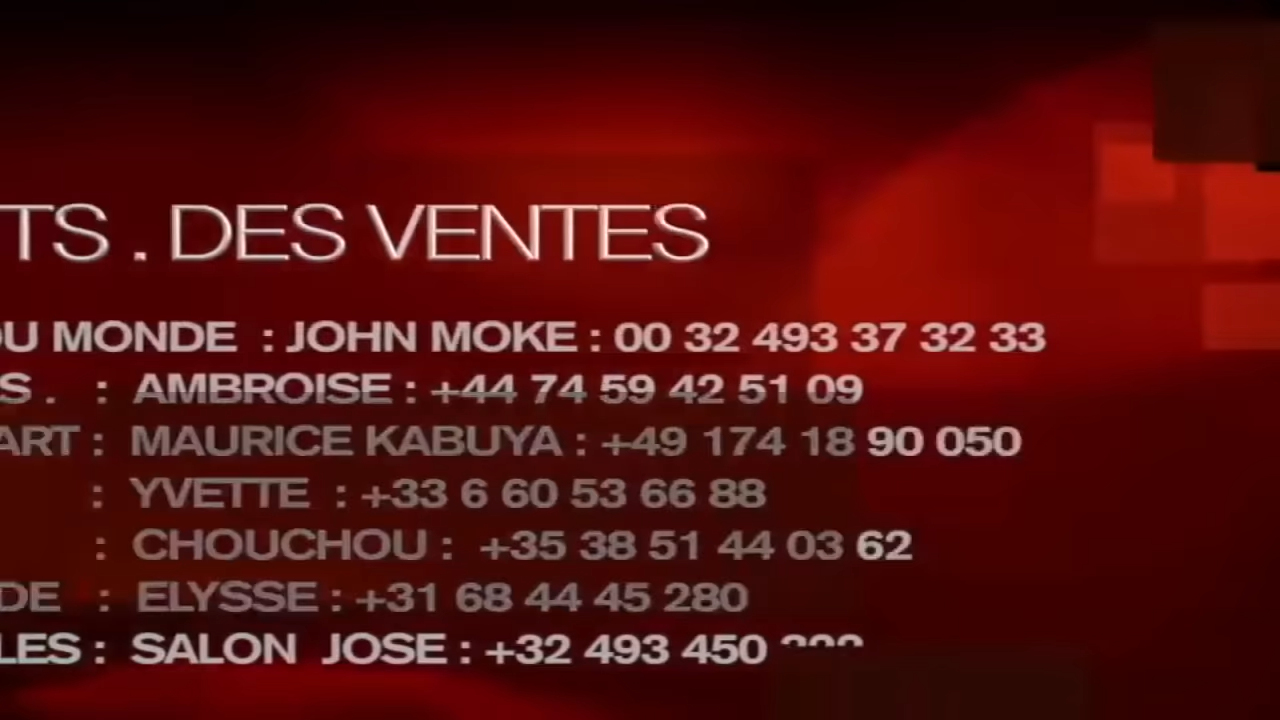 TS . DES VENTES
DU MONDE : JOHN MOKE : 00 32 493 37 32 33
S . : AMBROISE : +44 74 59 42 51 09
ART : MAURICE KABUYA : +49 174 18 90 050
: YVETTE : +33 6 60 53 66 88
: CHOUCHOU : +35 38 51 44 03 62
DE : ELYSSE : +31 68 44 45 280
LES : SALON JOSE : +32 493 450